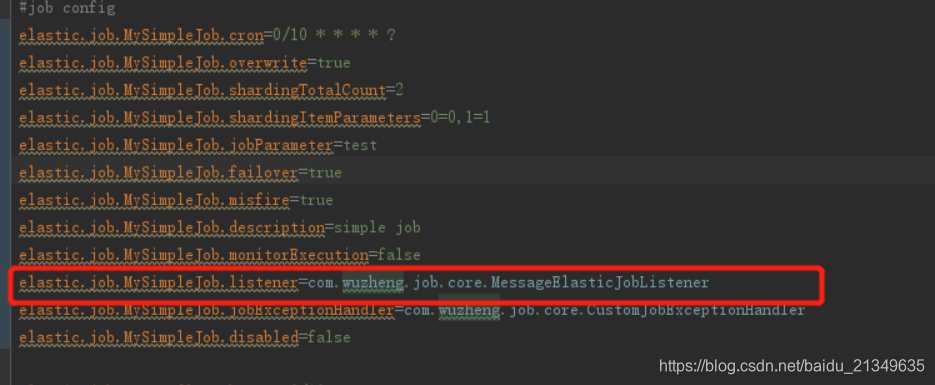 #job config
elastic.job.MySimpleJob.cron=0/10 * * * * ?
elastic.job.MySimpleJob.overwrite=true
elastic.job.MySimpleJob.shardingTotalCount=2
elastic.job.MySimpleJob.shardingItemParameters=0=0,1=1
elastic.job.MySimpleJob.jobParameter=test
elastic.job.MySimpleJob.failover=true
elastic.job.MySimpleJob.misfire=true
elastic.job.MySimpleJob.description=simple job
elastic.job.MySimpleJob.monitorExecution=false
elastic.job.MySimpleJob.listener=com.wuzheng.job.core.MessageElasticJobListener
elastic.job.MySimpleJob.jobExceptionHandler=com.wuzheng.job.core.CustomJobExceptionHandler
elastic.job.MySimpleJob.disabled=false
https://blog.csdn.net/baidu_21349635